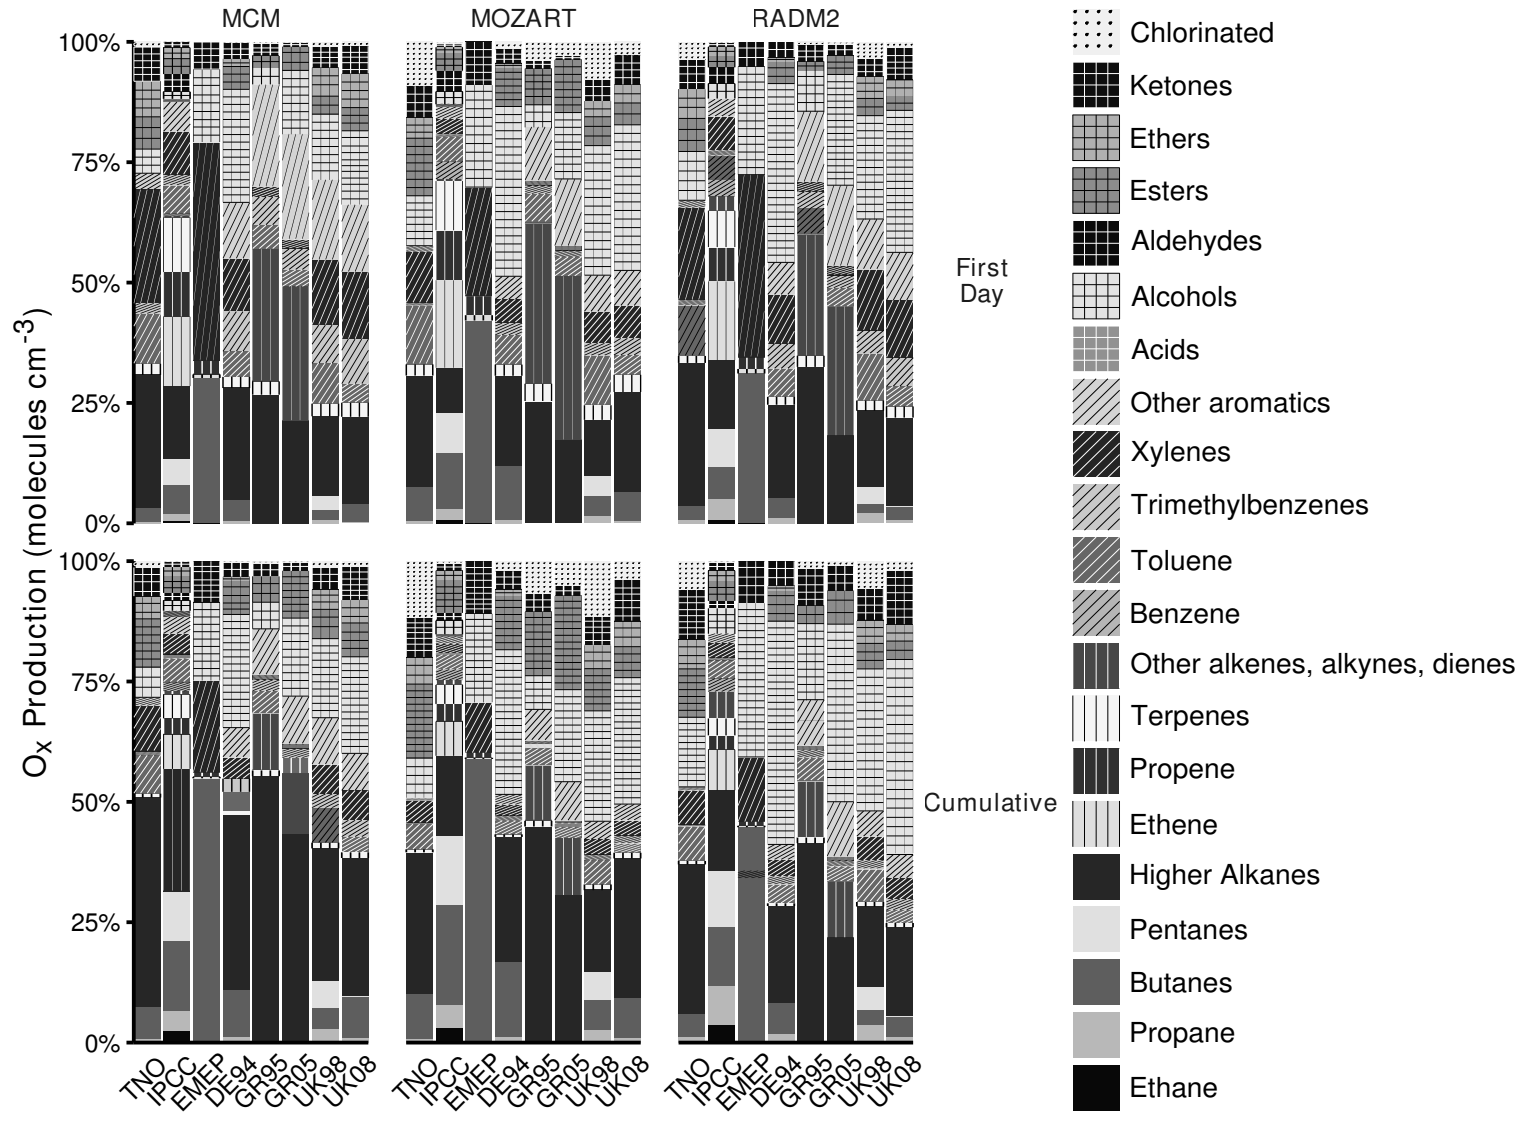 MCM MOZART RADM2
100%
75%
50%
25%
0%
First
Day
100%
75%
50%
25%
0%
Cumulative
Ox Production (molecules cm-3)
TNO IPCC EMEP DE94 GR95 GR05 UK98 UK08
TNO IPCC EMEP DE94 GR95 GR05 UK98 UK08
TNO IPCC EMEP DE94 GR95 GR05 UK98 UK08
Chlorinated
Ketones
Ethers
Esters
Aldehydes
Alcohols
Acids
Other aromatics
Xylenes
Trimethylbenzenes
Toluene
Benzene
Other alkenes, alkynes, dienes
Terpenes
Propene
Ethene
Higher Alkanes
Pentanes
Butanes
Propane
Ethane